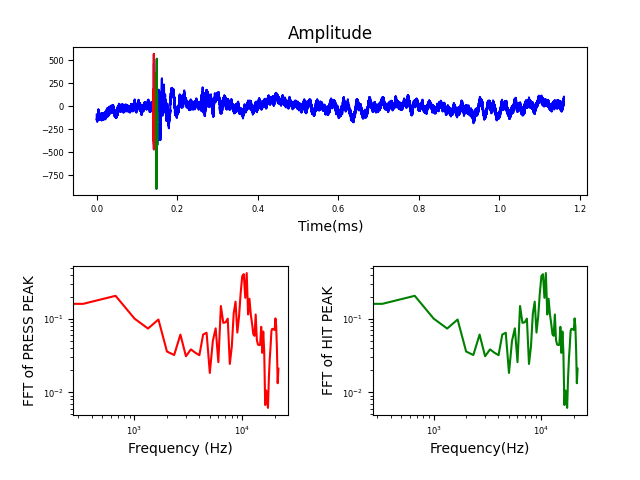 Amplitude
500
250
0
−250
−500
−750
0.0 0.2 0.4 0.6 0.8 1.0 1.2
Time(ms)
FFT of PRESS PEAK
10⁻¹
10⁻²
10³ 10⁴
Frequency (Hz)
FFT of HIT PEAK
10⁻¹
10⁻²
10³ 10⁴
Frequency(Hz)